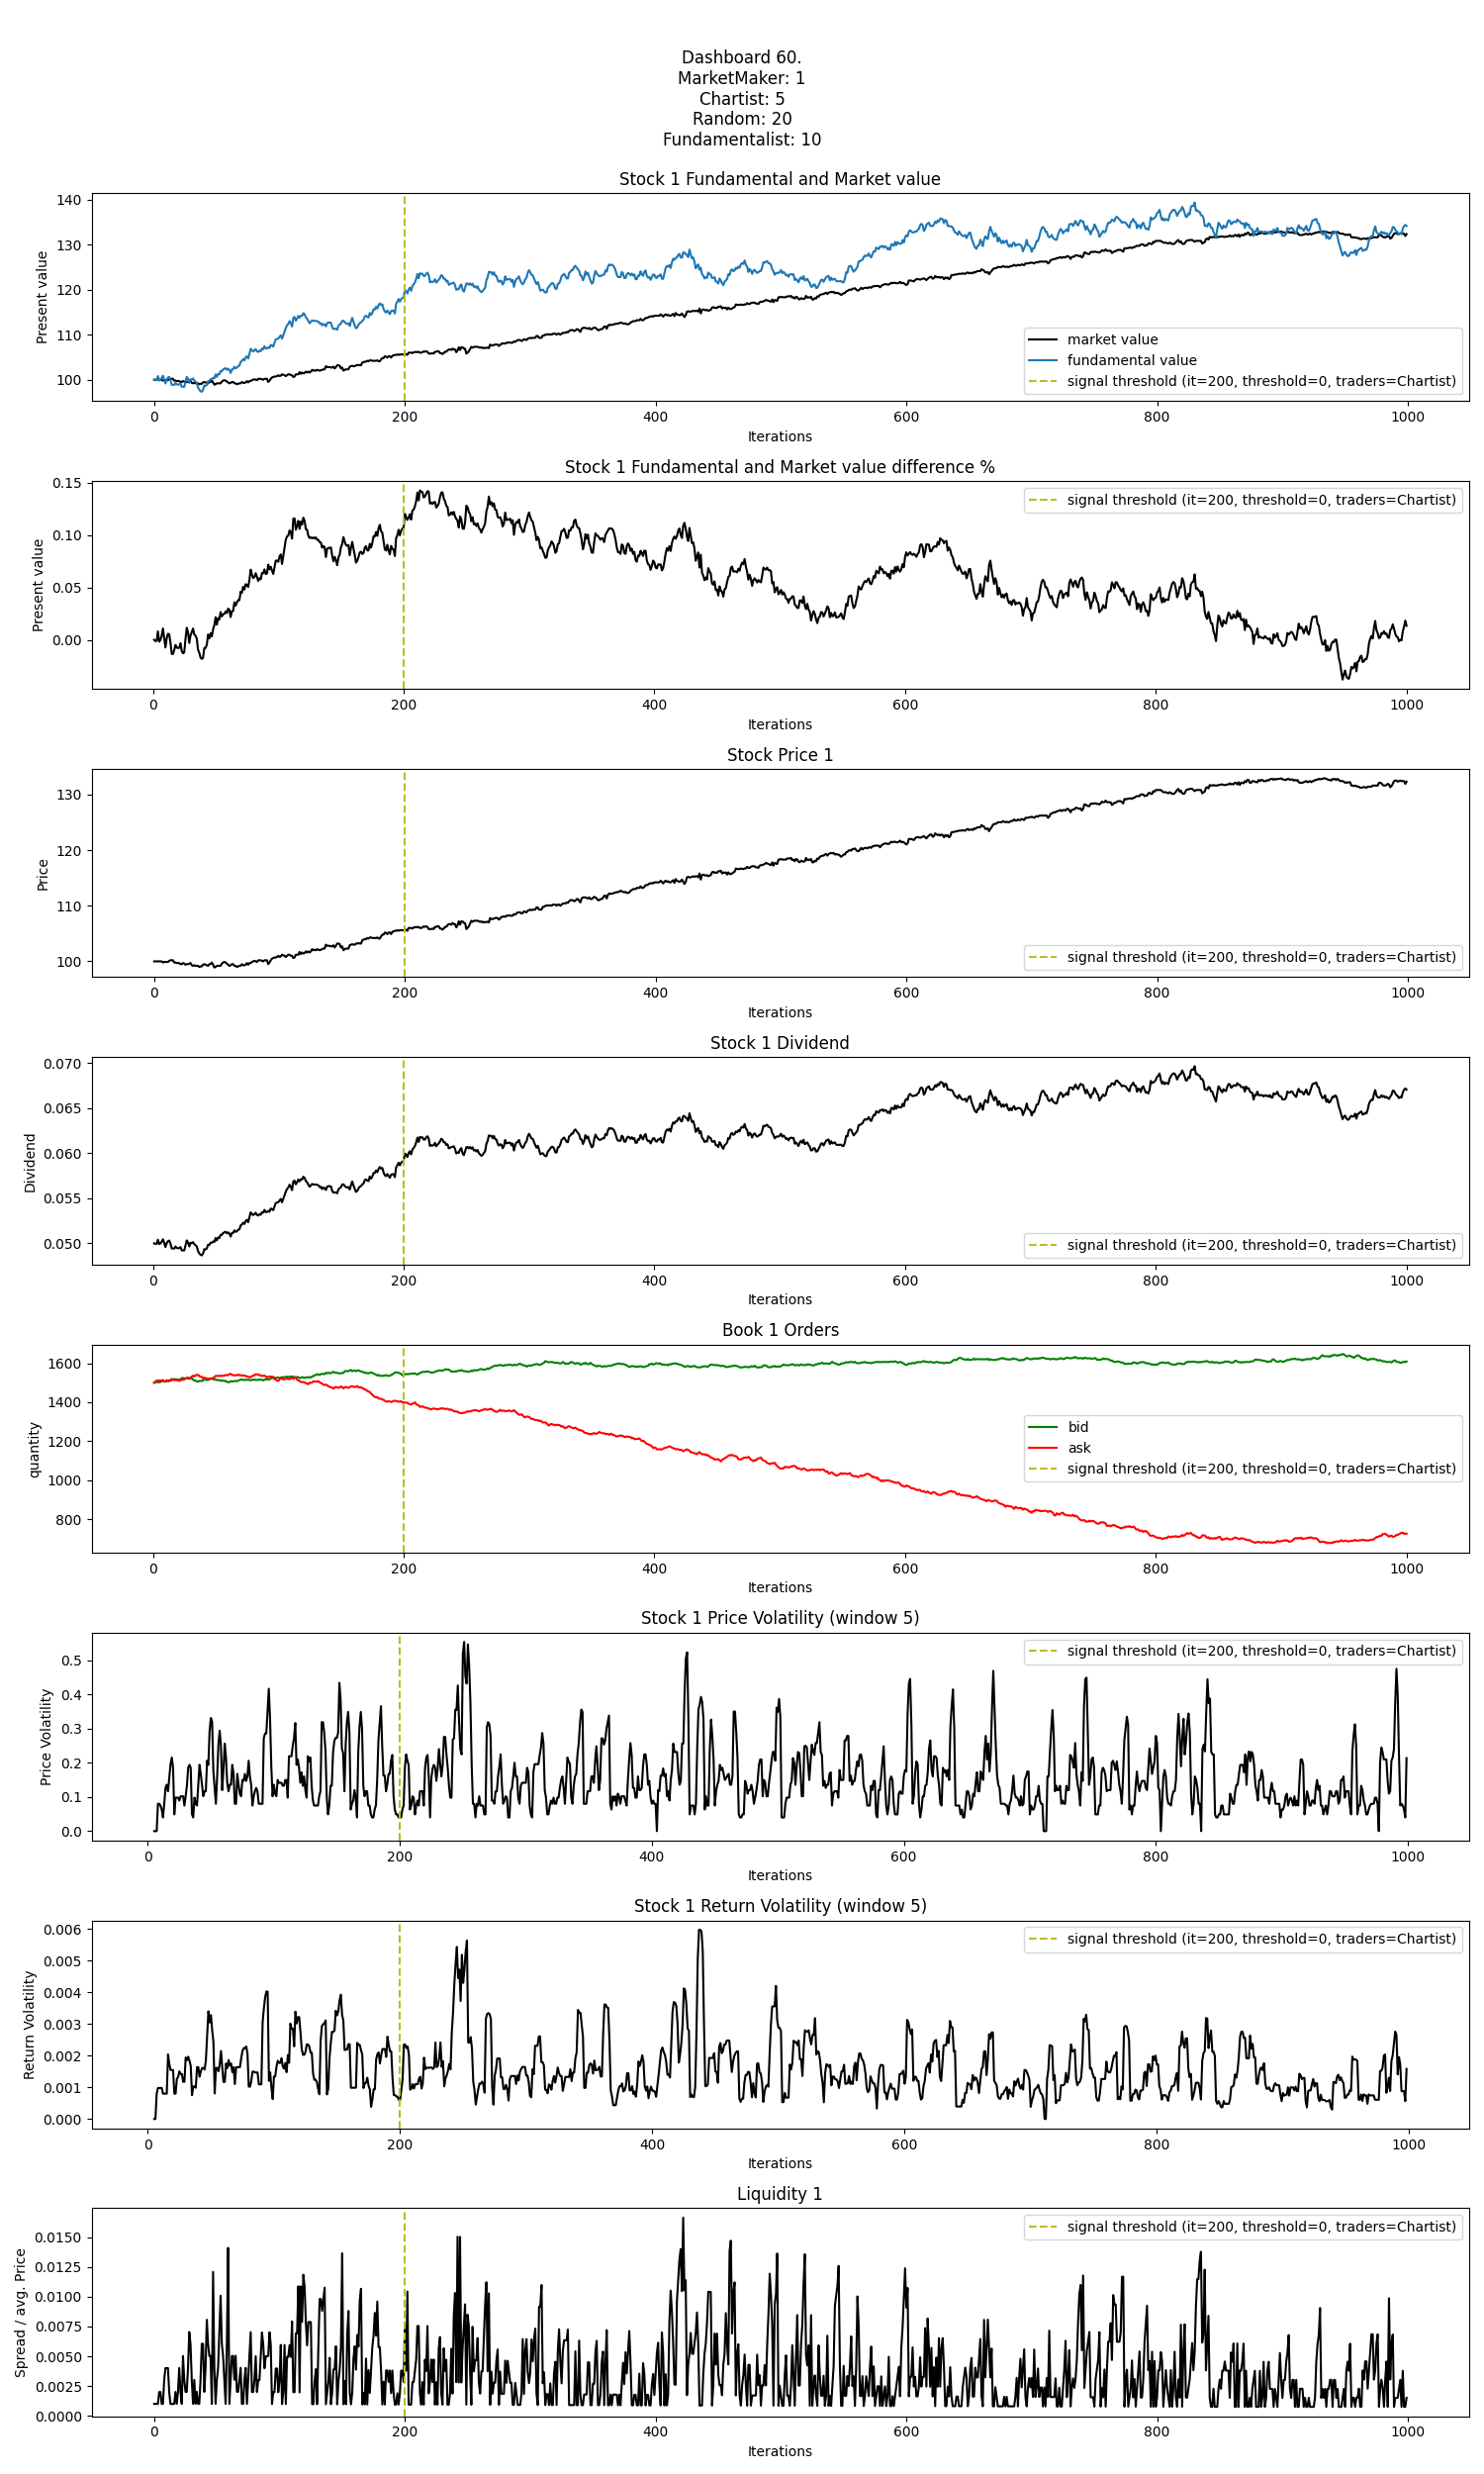 Dashboard 60.
MarketMaker: 1
Chartist: 5
Random: 20
Fundamentalist: 10
Stock 1 Fundamental and Market value
140
130
120
110
100
Present value
market value
fundamental value
signal threshold (it=200, threshold=0, traders=Chartist)
0 200 400 600 800 1000
Iterations
Stock 1 Fundamental and Market value difference %
0.15
0.10
0.05
0.00
Present value
signal threshold (it=200, threshold=0, traders=Chartist)
0 200 400 600 800 1000
Iterations
Stock Price 1
130
120
110
100
Price
signal threshold (it=200, threshold=0, traders=Chartist)
0 200 400 600 800 1000
Iterations
Stock 1 Dividend
0.070
0.065
0.060
0.055
0.050
Dividend
signal threshold (it=200, threshold=0, traders=Chartist)
0 200 400 600 800 1000
Iterations
Book 1 Orders
1600
1400
1200
1000
800
quantity
bid
ask
signal threshold (it=200, threshold=0, traders=Chartist)
0 200 400 600 800 1000
Iterations
Stock 1 Price Volatility (window 5)
0.5
0.4
0.3
0.2
0.1
0.0
Price Volatility
signal threshold (it=200, threshold=0, traders=Chartist)
0 200 400 600 800 1000
Iterations
Stock 1 Return Volatility (window 5)
0.006
0.005
0.004
0.003
0.002
0.001
0.000
Return Volatility
signal threshold (it=200, threshold=0, traders=Chartist)
0 200 400 600 800 1000
Iterations
Liquidity 1
0.0150
0.0125
0.0100
0.0075
0.0050
0.0025
0.0000
Spread / avg. Price
signal threshold (it=200, threshold=0, traders=Chartist)
0 200 400 600 800 1000
Iterations